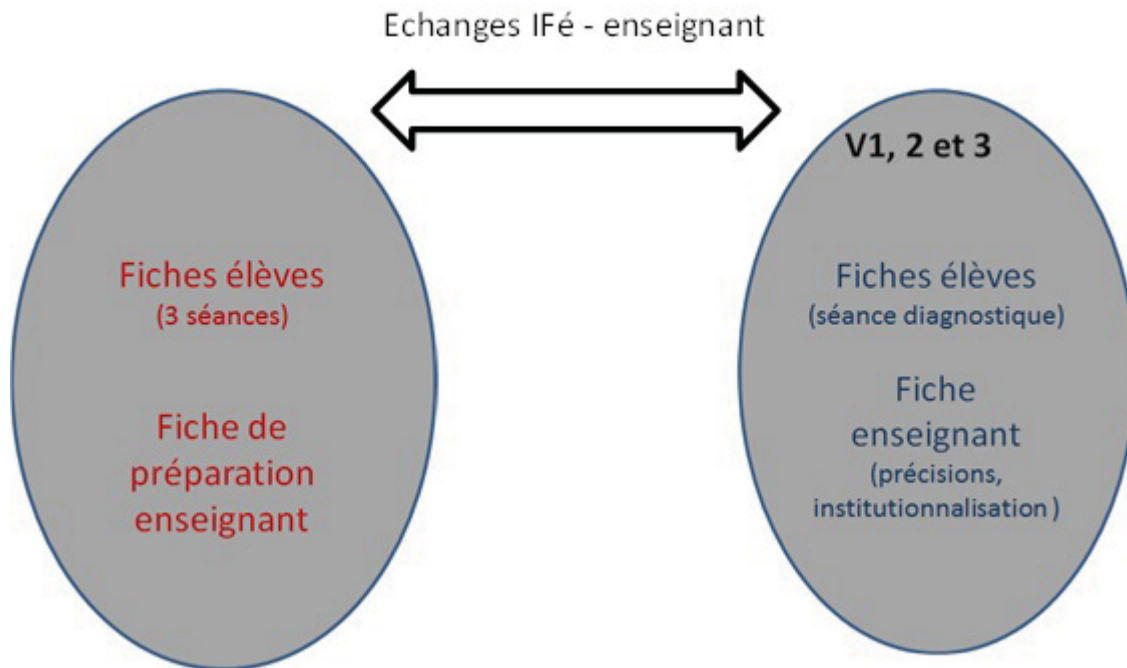 Echanges IFé - enseignant
Fiches élèves
(3 séances)
Fiche de
préparation
enseignant
V1, 2 et 3
Fiches élèves
(séance diagnostique)
Fiche
enseignant
(précisions,
institutionnalisation )